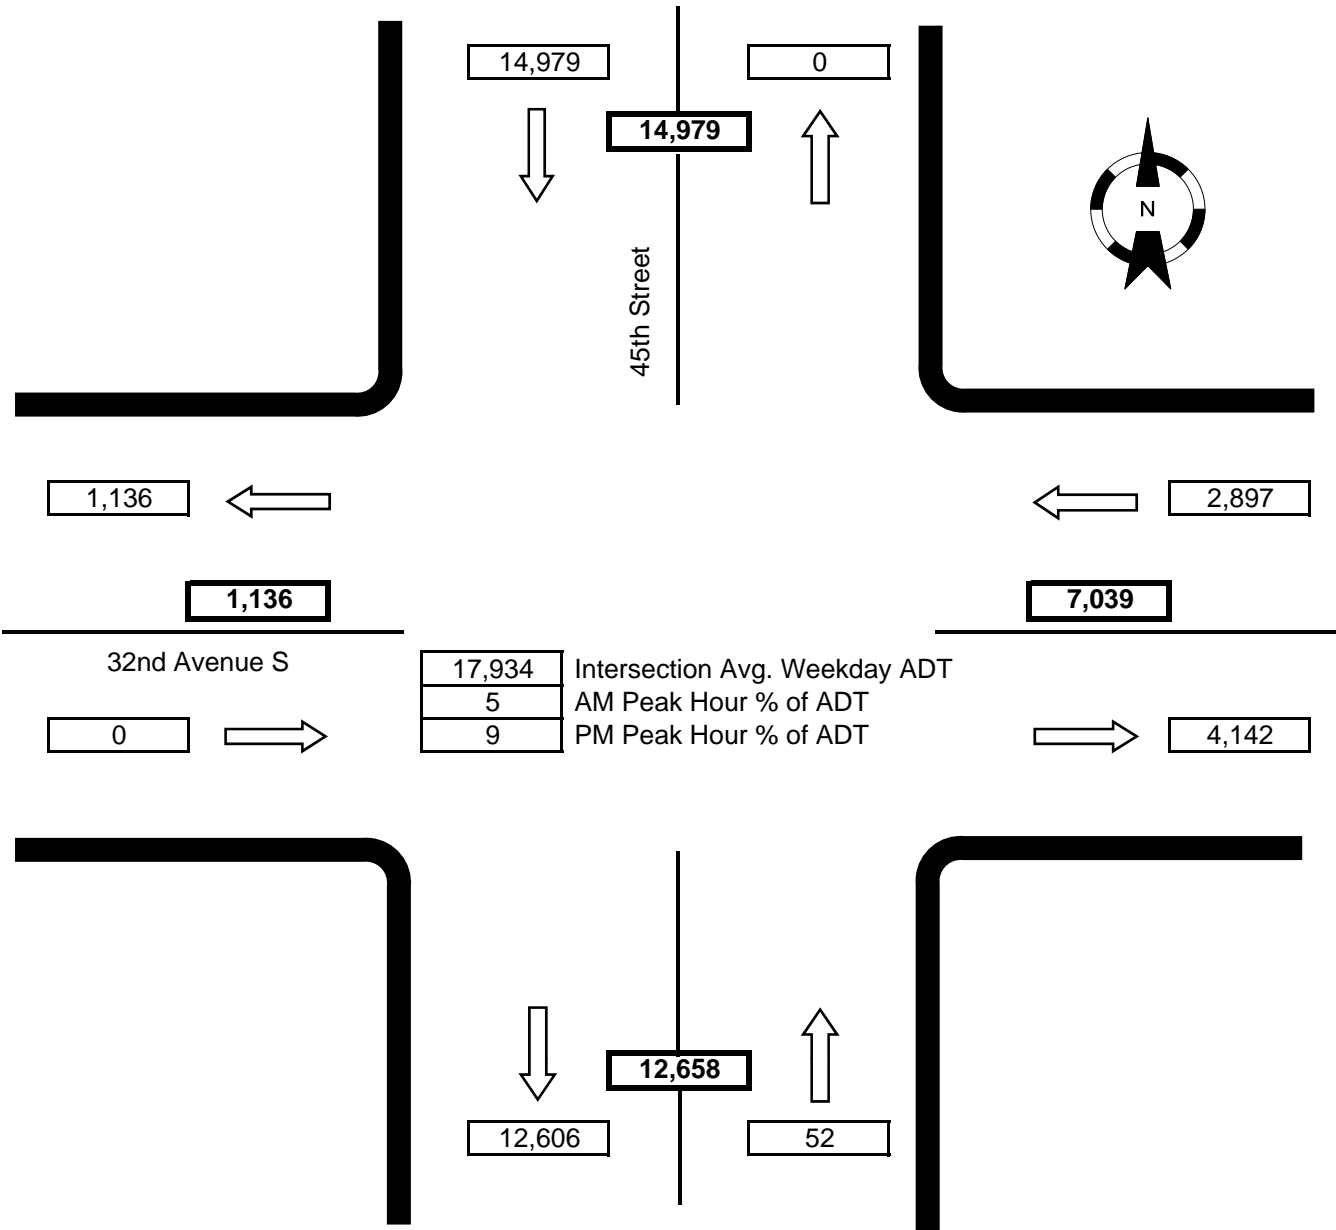 14,979
0
14,979
N
45th Street
1,136
2,897
1,136
7,039
32nd Avenue S
17,934 Intersection Avg. Weekday ADT
5 AM Peak Hour % of ADT
9 PM Peak Hour % of ADT
0
4,142
12,658
12,606
52